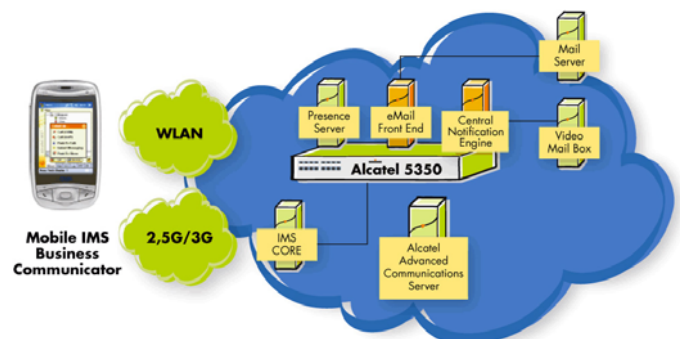 Mail
Server
Presence
Server
eMail
Front End
Central
Notification
Engine
Video
Mail Box
WLAN
Alcatel 5350
Mobile IMS
Business
Communicator
2,5G/3G
IMS
CORE
Alcatel
Advanced
Communications
Server